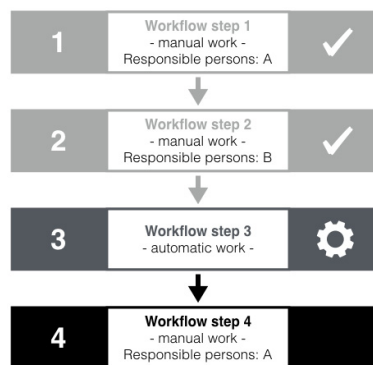 1
Workflow step 1
- manual work -
Responsible persons: A
2
Workflow step 2
- manual work -
Responsible persons: B
3
Workflow step 3
- automatic work -
4
Workflow step 4
- manual work -
Responsible persons: A